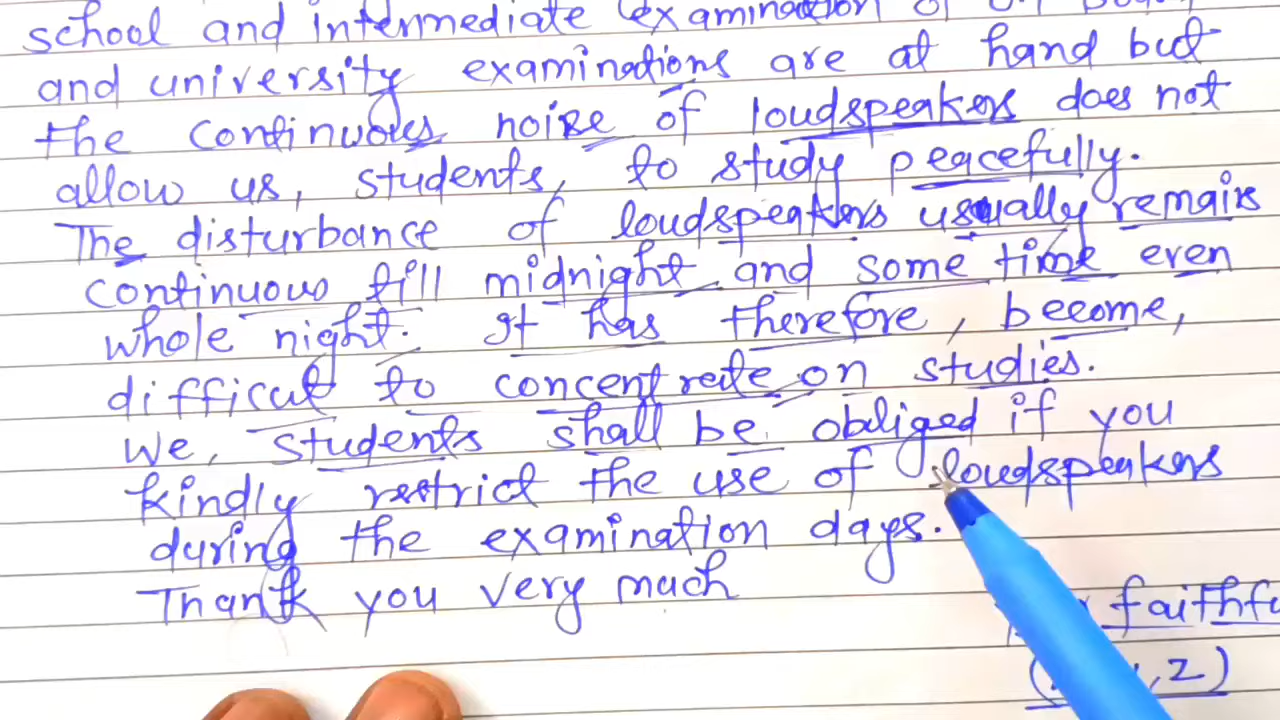 school and intermediate examination of
and university examinations are at hand but
the continuous noise of loudspeakers does not
allow us, students, to study peacefully.
The disturbance of loudspeakers usually remains
continuous till midnight and some time even
whole night. It has therefore, become,
difficult to concentrate on studies.
We, students shall be obliged if you
kindly restrict the use of loudspeakers
during the examination days.
Thank you very much
faithfu
,Z)